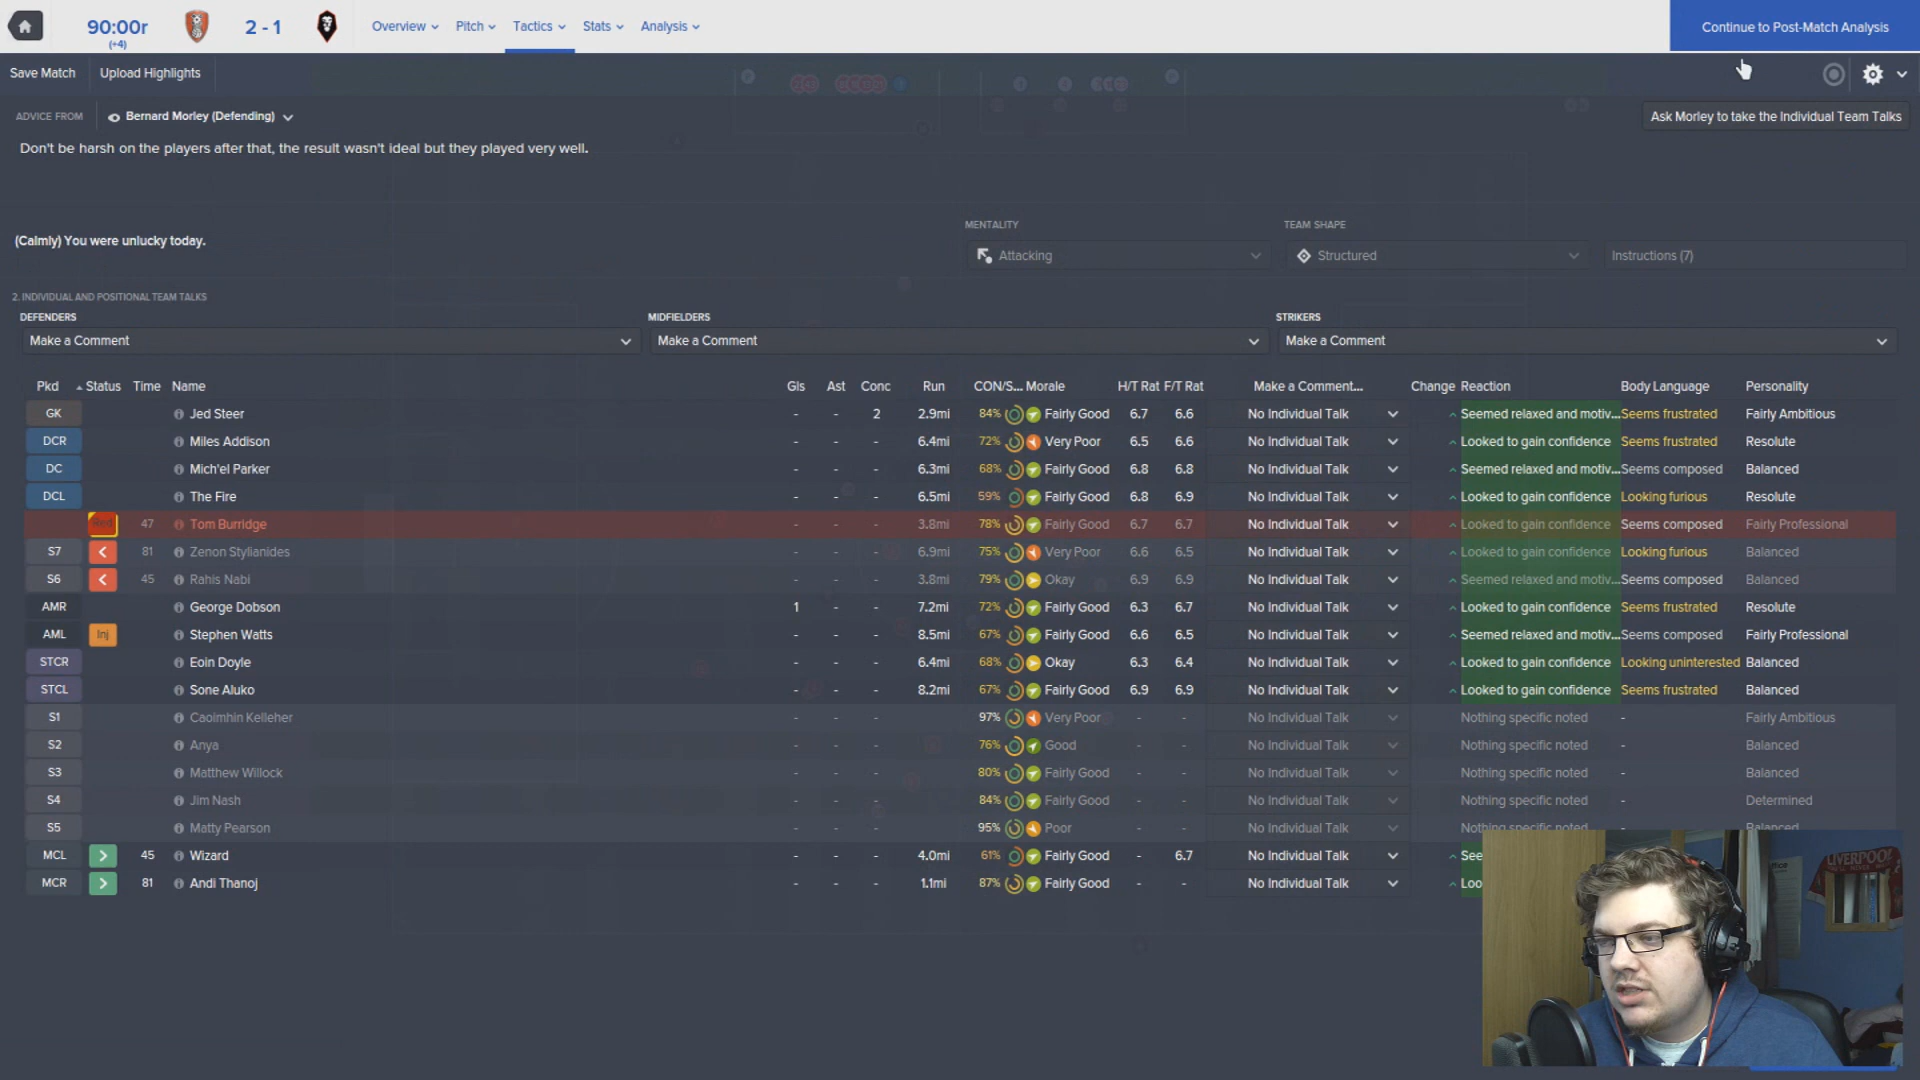 90:00r
(+4)
2 - 1
Overview
Pitch
Tactics
Stats
Analysis
Continue to Post-Match Analysis
Save Match
Upload Highlights
ADVICE FROM
Bernard Morley (Defending)
Ask Morley to take the Individual Team Talks
Don't be harsh on the players after that, the result wasn't ideal but they played very well.
MENTALITY
TEAM SHAPE
(Calmly) You were unlucky today.
Attacking
Structured
Instructions (7)
2. INDIVIDUAL AND POSITIONAL TEAM TALKS
DEFENDERS
MIDFIELDERS
STRIKERS
Make a Comment
Make a Comment
Make a Comment
Pkd Status Time Name Gls Ast Conc Run CON/S... Morale H/T Rat F/T Rat Make a Comment... Change Reaction Body Language Personality
GK Jed Steer - - 2 2.9mi 84% Fairly Good 6.7 6.6 No Individual Talk Seemed relaxed and motiv... Seems frustrated Fairly Ambitious
DCR Miles Addison - - - 6.4mi 72% Very Poor 6.5 6.6 No Individual Talk Looked to gain confidence Seems frustrated Resolute
DC Mich'el Parker - - - 6.3mi 68% Fairly Good 6.8 6.8 No Individual Talk Seemed relaxed and motiv... Seems composed Balanced
DCL The Fire - - - 6.5mi 59% Fairly Good 6.8 6.9 No Individual Talk Looked to gain confidence Looking furious Resolute
Red 47 Tom Burridge - - - 3.8mi 78% Fairly Good 6.7 6.7 No Individual Talk Looked to gain confidence Seems composed Fairly Professional
S7 81 Zenon Stylianides - - - 6.9mi 75% Very Poor 6.6 6.5 No Individual Talk Looked to gain confidence Looking furious Balanced
S6 45 Rahis Nabi - - - 3.8mi 79% Okay 6.9 6.9 No Individual Talk Seemed relaxed and motiv... Seems composed Balanced
AMR George Dobson 1 - - 7.2mi 72% Fairly Good 6.3 6.7 No Individual Talk Looked to gain confidence Seems frustrated Resolute
AML Inj Stephen Watts - - - 8.5mi 67% Fairly Good 6.6 6.5 No Individual Talk Seemed relaxed and motiv... Seems composed Fairly Professional
STCR Eoin Doyle - - - 6.4mi 68% Okay 6.3 6.4 No Individual Talk Looked to gain confidence Looking uninterested Balanced
STCL Sone Aluko - - - 8.2mi 67% Fairly Good 6.9 6.9 No Individual Talk Looked to gain confidence Seems frustrated Balanced
S1 Caoimhin Kelleher 97% Very Poor - - No Individual Talk Nothing specific noted - Fairly Ambitious
S2 Anya 76% Good - - No Individual Talk Nothing specific noted - Balanced
S3 Matthew Willock 80% Fairly Good - - No Individual Talk Nothing specific noted - Balanced
S4 Jim Nash 84% Fairly Good - - No Individual Talk Nothing specific noted - Determined
S5 Matty Pearson 95% Poor - - No Individual Talk Nothing specific noted - Balanced
MCL 45 Wizard - - - 4.0mi 61% Fairly Good - 6.7 No Individual Talk See
MCR 81 Andi Thanoj - - - 1.1mi 87% Fairly Good - - No Individual Talk Loo
LIVERPOOL